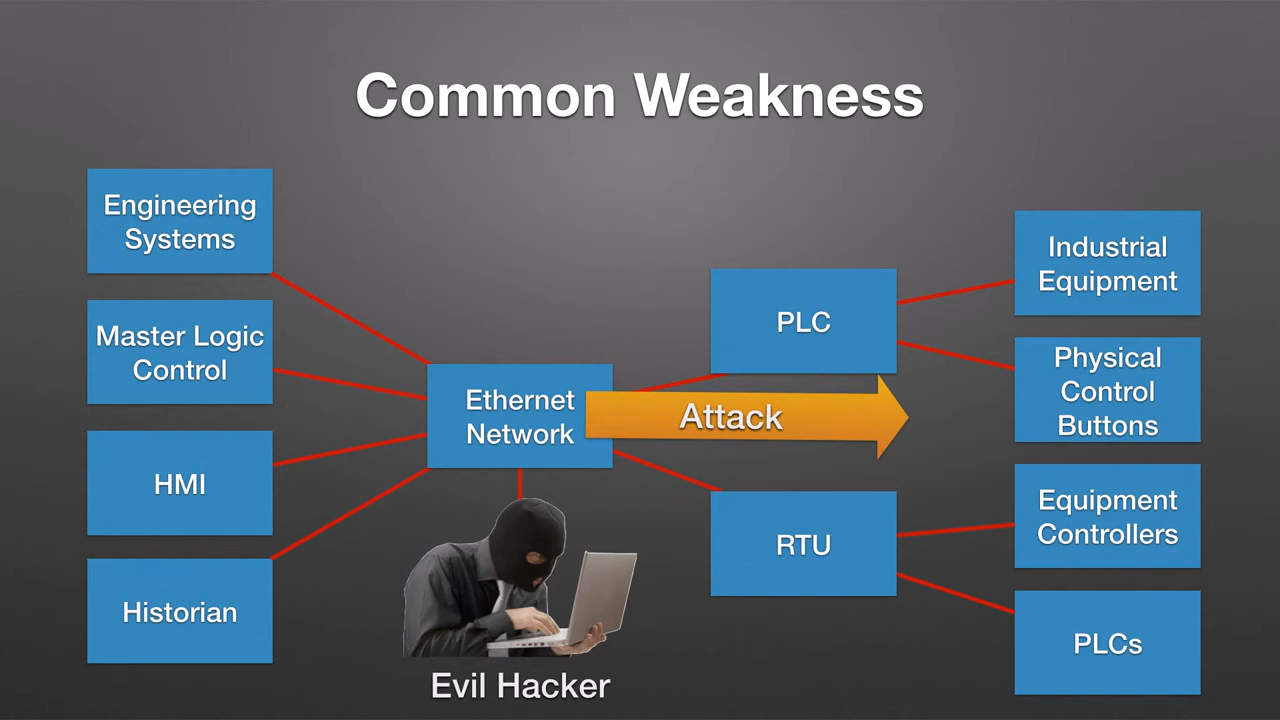 Common Weakness
Engineering
Systems
Master Logic
Control
HMI
Historian
Ethernet
Network
Attack
Evil Hacker
PLC
RTU
Industrial
Equipment
Physical
Control
Buttons
Equipment
Controllers
PLCs